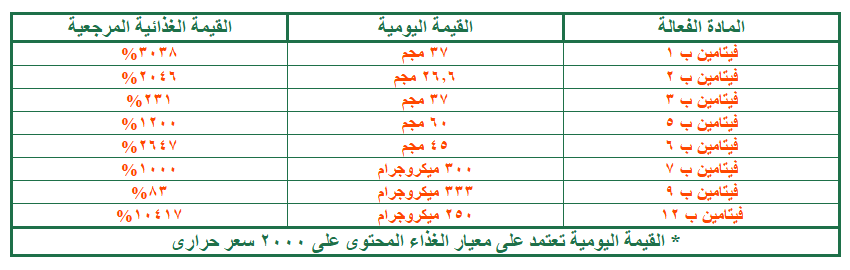 المادة الفعالة القيمة اليومية القيمة الغذائية المرجعية
فيتامين ب ١ ٣٧ مجم ٣٠٣٨%
فيتامين ب ٢ ٢٦,٦ مجم ٢٠٤٦%
فيتامين ب ٣ ٣٧ مجم ٢٣١%
فيتامين ب ٥ ٦٠ مجم ١٢٠٠%
فيتامين ب ٦ ٤٥ مجم ٢٦٤٧%
فيتامين ب ٧ ٣٠٠ ميكروجرام ١٠٠٠%
فيتامين ب ٩ ٣٣٣ ميكروجرام ٨٣%
فيتامين ب ١٢ ٢٥٠ ميكروجرام ١٠٤١٧%
* القيمة اليومية تعتمد على معيار الغذاء المحتوى على ٢٠٠٠ سعر حرارى